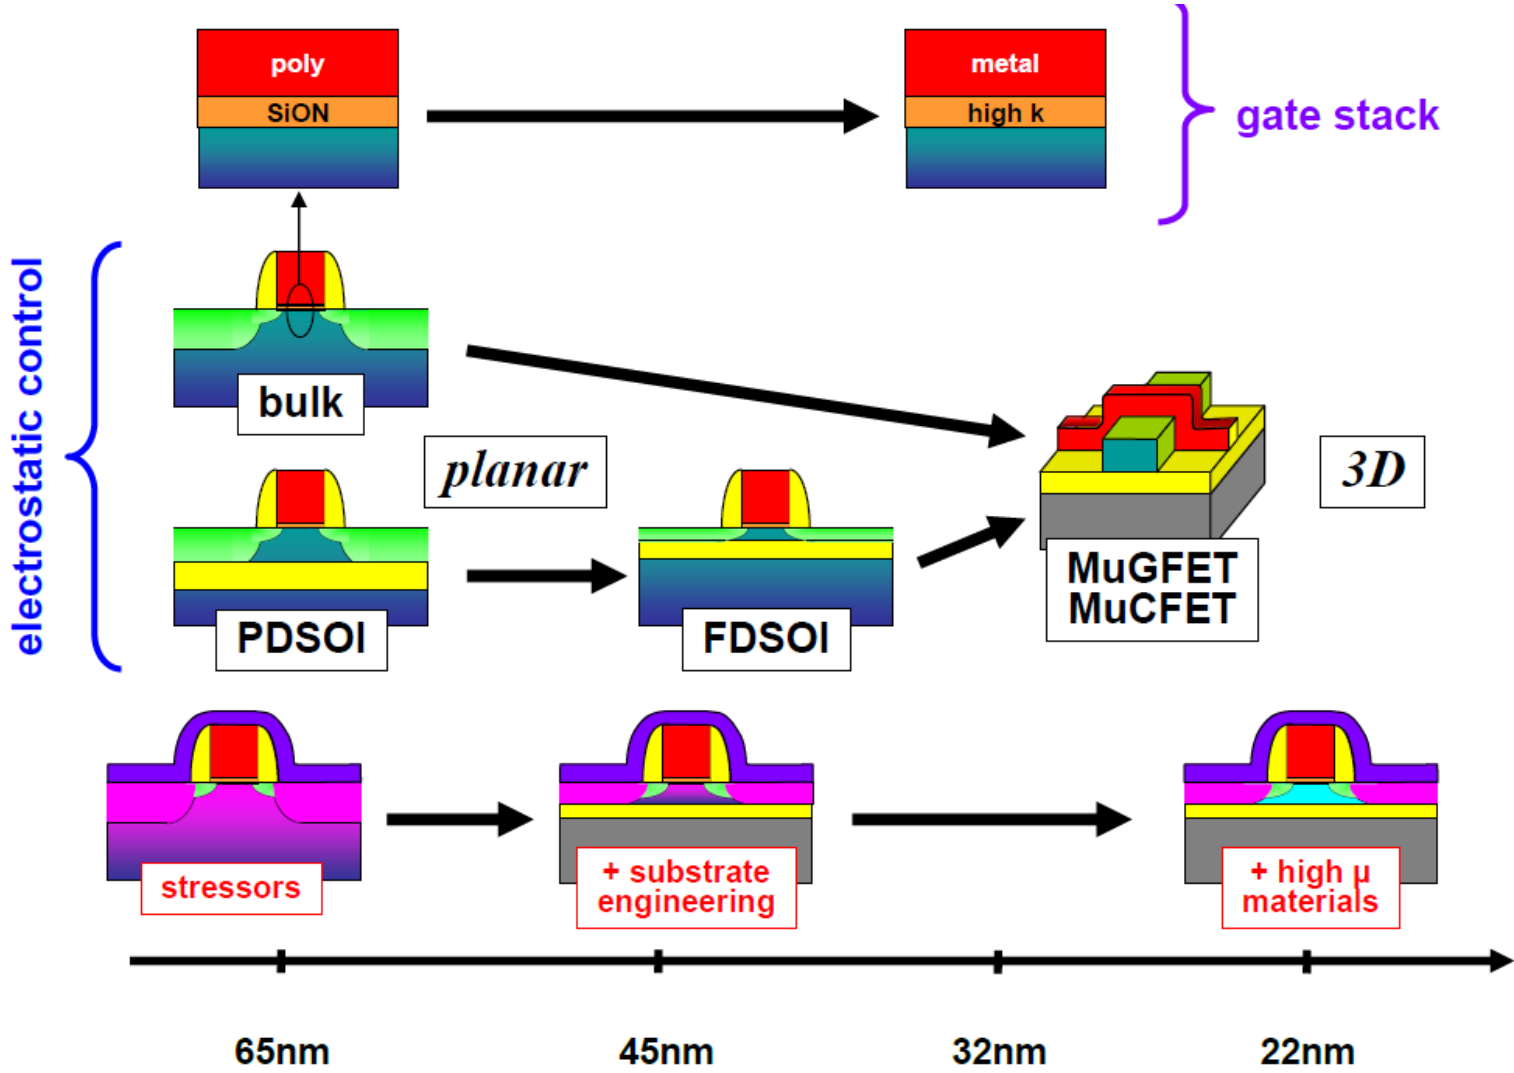 poly
SiON
metal
high k
gate stack
electrostatic control
bulk
planar
3D
PDSOI
FDSOI
MuGFET
MuCFET
stressors
+ substrate
engineering
+ high µ
materials
65nm
45nm
32nm
22nm